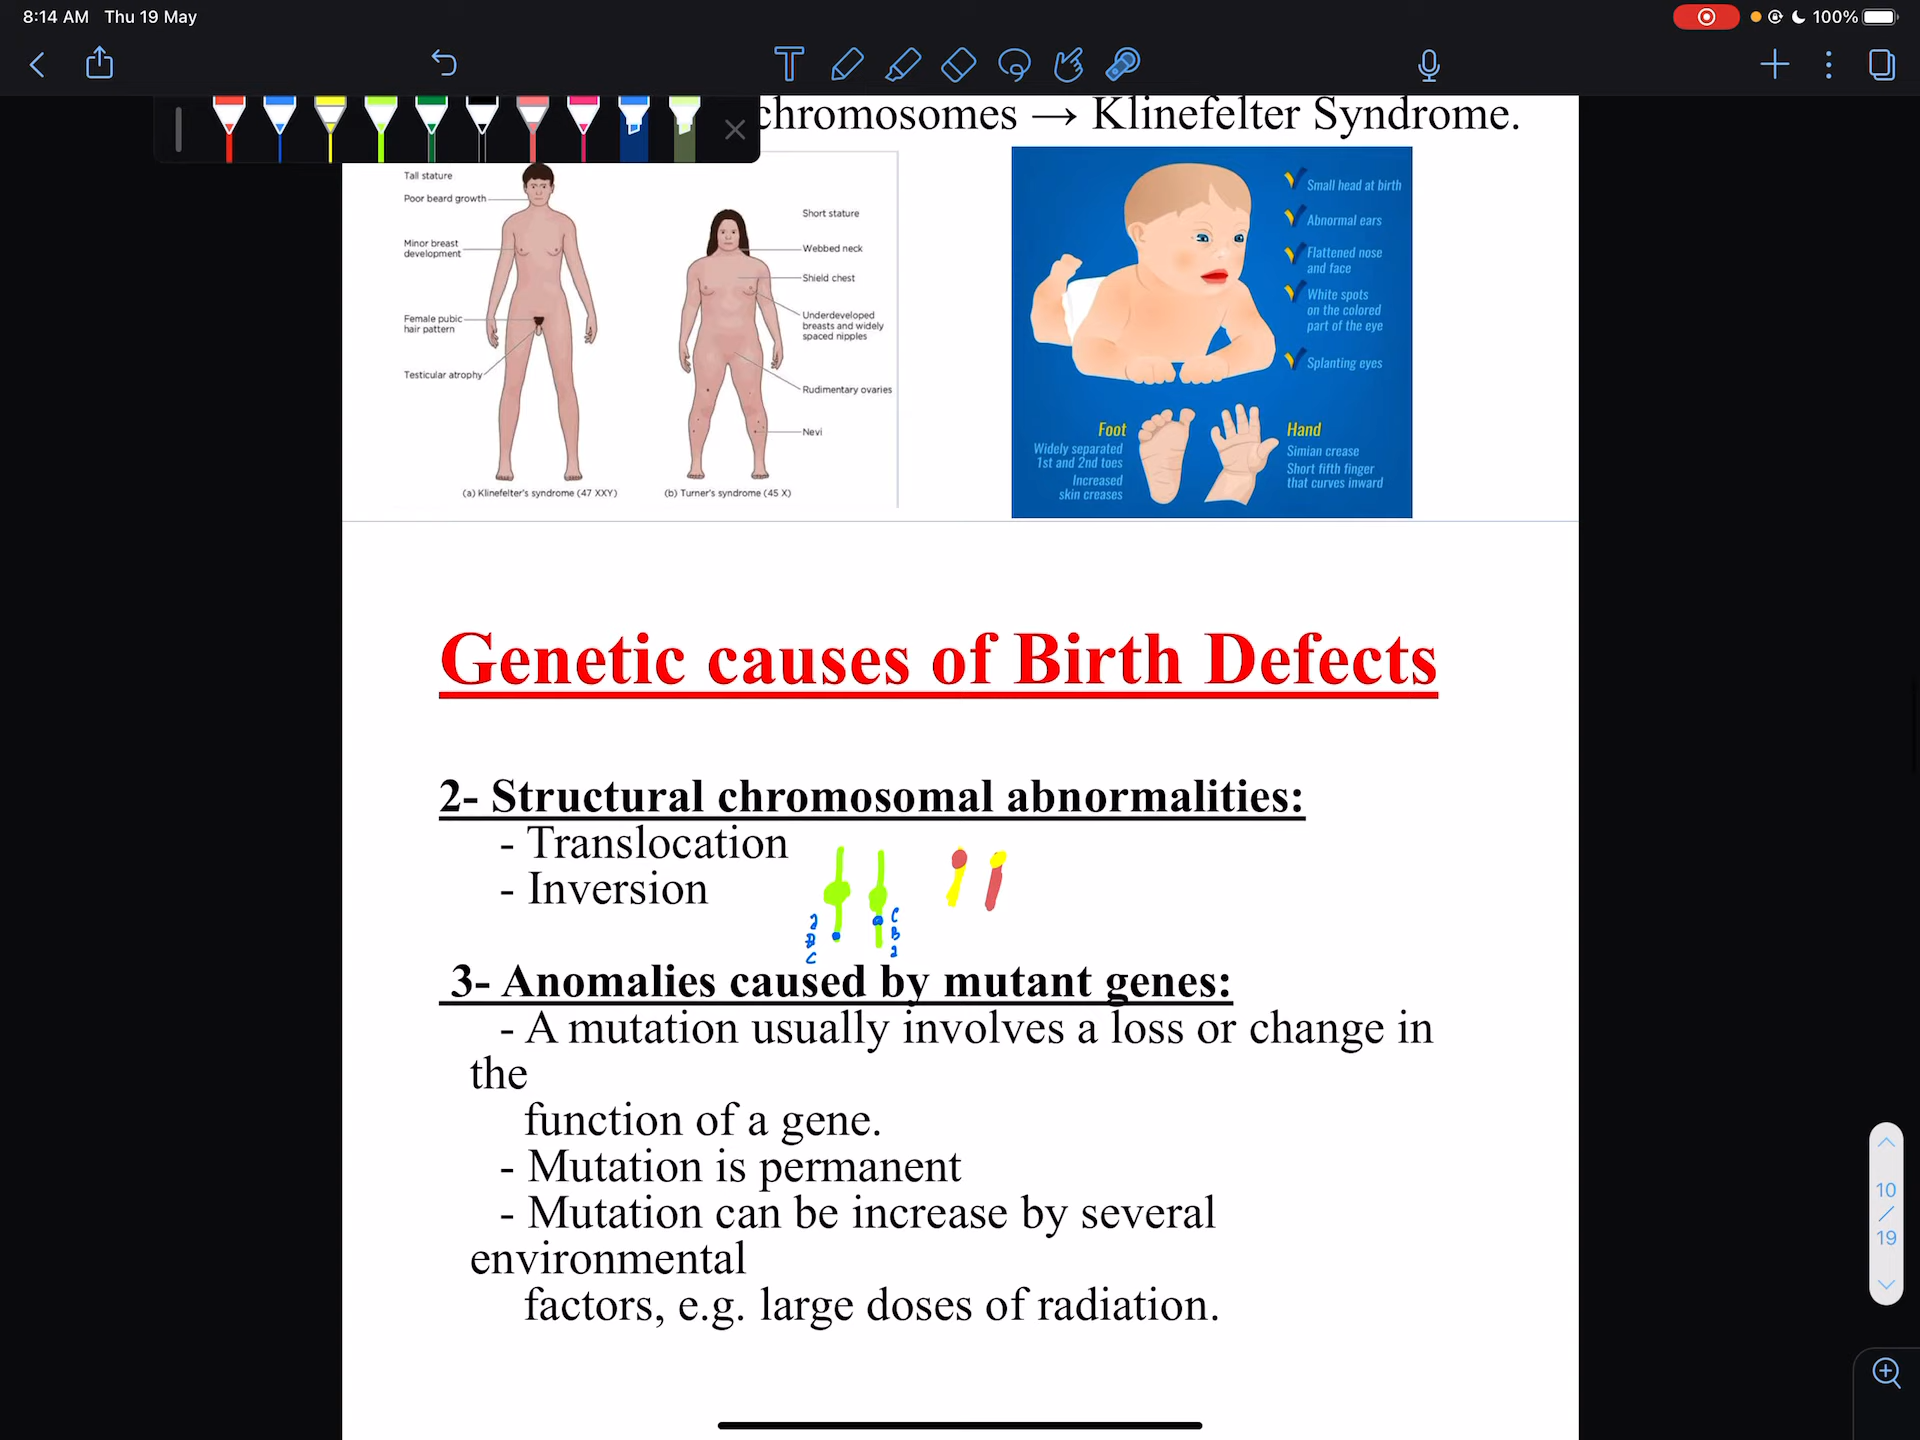 8:14 AM Thu 19 May
100%
chromosomes → Klinefelter Syndrome.
Tall stature
Poor beard growth
Minor breast
development
Female pubic
hair pattern
Testicular atrophy
(a) Klinefelter's syndrome (47 XXY)
Short stature
Webbed neck
Shield chest
Underdeveloped
breasts and widely
spaced nipples
Rudimentary ovaries
Nevi
(b) Turner's syndrome (45 X)
Small head at birth
Abnormal ears
Flattened nose
and face
White spots
on the colored
part of the eye
Splanting eyes
Foot
Widely separated
1st and 2nd toes
Increased
skin creases
Hand
Simian crease
Short fifth finger
that curves inward
Genetic causes of Birth Defects
2- Structural chromosomal abnormalities:
- Translocation
- Inversion
C
B
C
3- Anomalies caused by mutant genes:
- A mutation usually involves a loss or change in
the
function of a gene.
- Mutation is permanent
- Mutation can be increase by several
environmental
factors, e.g. large doses of radiation.
10
/
19